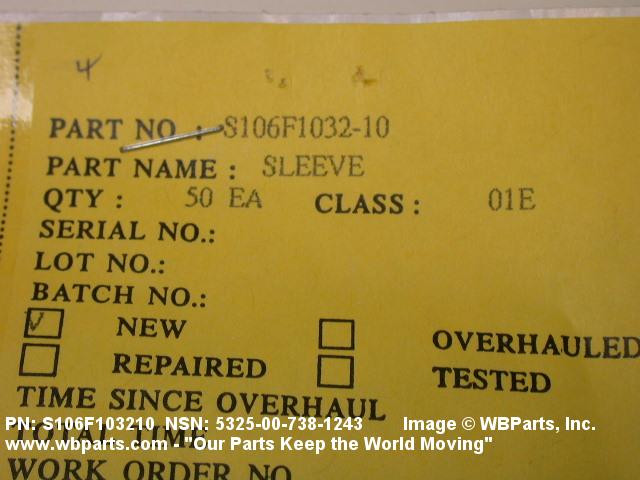 4
PART NO. : S106F1032-10
PART NAME : SLEEVE
QTY : 50 EA CLASS : 01E
SERIAL NO.:
LOT NO.:
BATCH NO.:
NEW
OVERHAULED
REPAIRED
TESTED
TIME SINCE OVERHAUL
PN: S106F103210 NSN: 5325-00-738-1243 Image © WBParts, Inc.
TOTAL TIME
www.wbparts.com - "Our Parts Keep the World Moving"
WORK ORDER NO